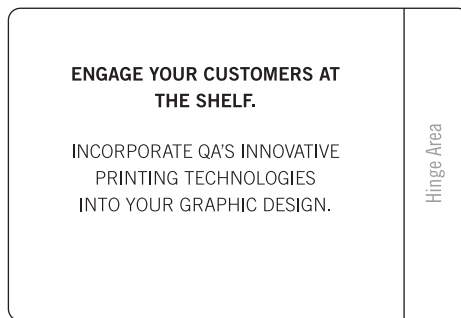 ENGAGE YOUR CUSTOMERS AT
THE SHELF.
INCORPORATE QA'S INNOVATIVE
PRINTING TECHNOLOGIES
INTO YOUR GRAPHIC DESIGN.
Hinge Area